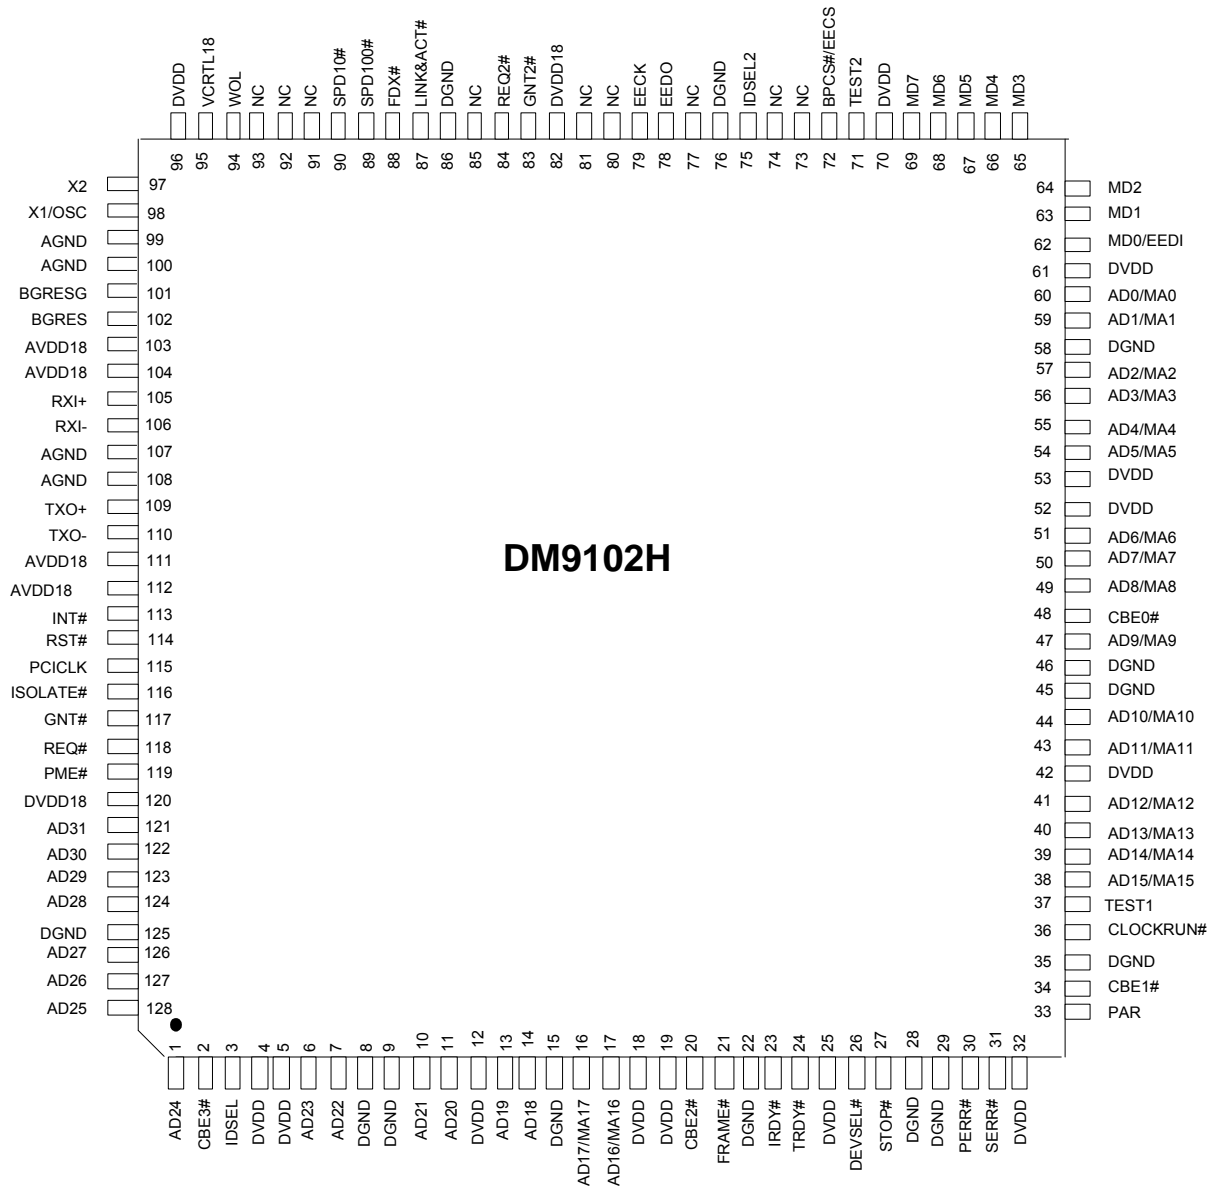 DVDD
VCRTL18
WOL
NC
NC
NC
SPD10#
SPD100#
FDX#
LINK&ACT#
DGND
NC
REQ2#
GNT2#
DVDD18
NC
NC
EECK
EEDO
NC
DGND
IDSEL2
NC
NC
BPCS#/EECS
TEST2
DVDD
MD7
MD6
MD5
MD4
MD3
96
95
94
93
92
91
90
89
88
87
86
85
84
83
82
81
80
79
78
77
76
75
74
73
72
71
70
69
68
67
66
65
X2 97
X1/OSC 98
AGND 99
AGND 100
BGRESG 101
BGRES 102
AVDD18 103
AVDD18 104
RXI+ 105
RXI- 106
AGND 107
AGND 108
TXO+ 109
TXO- 110
AVDD18 111
AVDD18 112
INT# 113
RST# 114
PCICLK 115
ISOLATE# 116
GNT# 117
REQ# 118
PME# 119
DVDD18 120
AD31 121
AD30 122
AD29 123
AD28 124
DGND 125
AD27 126
AD26 127
AD25 128
DM9102H
64 MD2
63 MD1
62 MD0/EEDI
61 DVDD
60 AD0/MA0
59 AD1/MA1
58 DGND
57 AD2/MA2
56 AD3/MA3
55 AD4/MA4
54 AD5/MA5
53 DVDD
52 DVDD
51 AD6/MA6
50 AD7/MA7
49 AD8/MA8
48 CBE0#
47 AD9/MA9
46 DGND
45 DGND
44 AD10/MA10
43 AD11/MA11
42 DVDD
41 AD12/MA12
40 AD13/MA13
39 AD14/MA14
38 AD15/MA15
37 TEST1
36 CLOCKRUN#
35 DGND
34 CBE1#
33 PAR
1
2
3
4
5
6
7
8
9
10
11
12
13
14
15
16
17
18
19
20
21
22
23
24
25
26
27
28
29
30
31
32
AD24
CBE3#
IDSEL
DVDD
DVDD
AD23
AD22
DGND
DGND
AD21
AD20
DVDD
AD19
AD18
DGND
AD17/MA17
AD16/MA16
DVDD
DVDD
CBE2#
FRAME#
DGND
IRDY#
TRDY#
DVDD
DEVSEL#
STOP#
DGND
DGND
PERR#
SERR#
DVDD